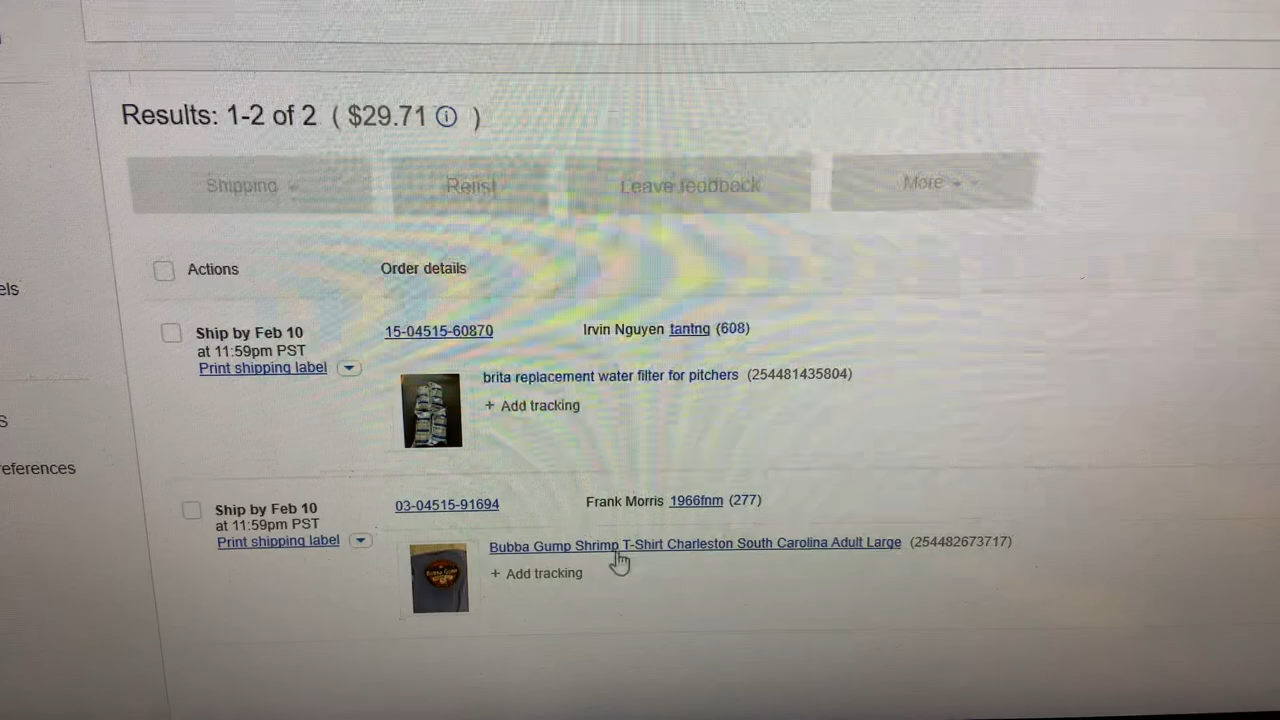 Results: 1-2 of 2 ( $29.71 ⓘ )
Shipping Relist Leave feedback More
Actions Order details
els
Ship by Feb 10 15-04515-60870 Irvin Nguyen tantng (608)
at 11:59pm PST
Print shipping label
brita replacement water filter for pitchers (254481435804)
+ Add tracking
s
eferences
Ship by Feb 10 03-04515-91694 Frank Morris 1966fnm (277)
at 11:59pm PST
Print shipping label
Bubba Gump Shrimp T-Shirt Charleston South Carolina Adult Large (254482673717)
+ Add tracking
Bubba Gump